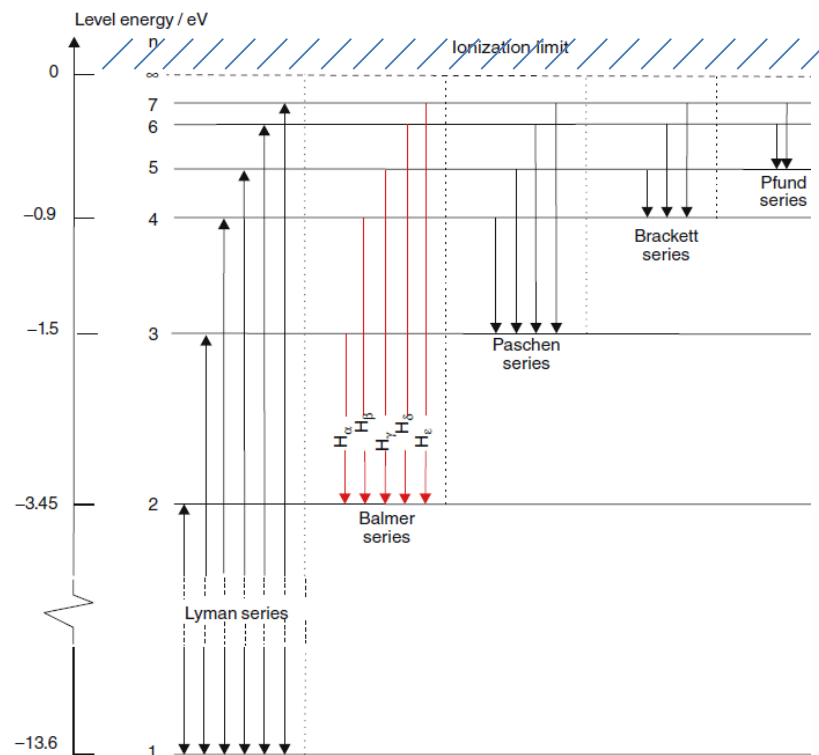 Level energy / eV
n
Ionization limit
0
∞
7
6
5
Pfund
series
-0.9
4
Brackett
series
-1.5
3
Paschen
series
Hα
Hβ
Hγ
Hδ
Hε
-3.45
2
Balmer
series
Lyman series
-13.6
1